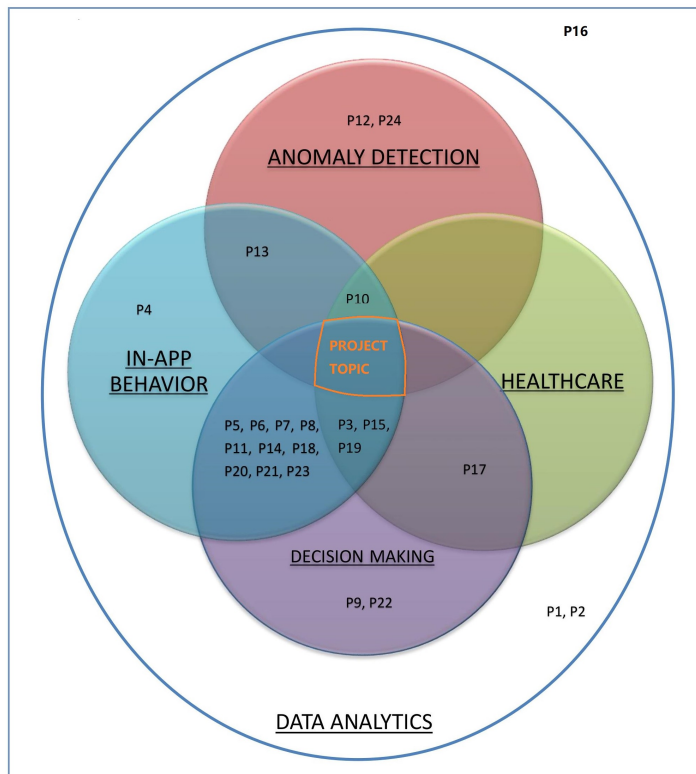 P16
P12, P24
ANOMALY DETECTION
P13
P10
P4
PROJECT
TOPIC
IN-APP
BEHAVIOR
HEALTHCARE
P5, P6, P7, P8,
P11, P14, P18,
P20, P21, P23
P3, P15,
P19
P17
DECISION MAKING
P9, P22
P1, P2
DATA ANALYTICS